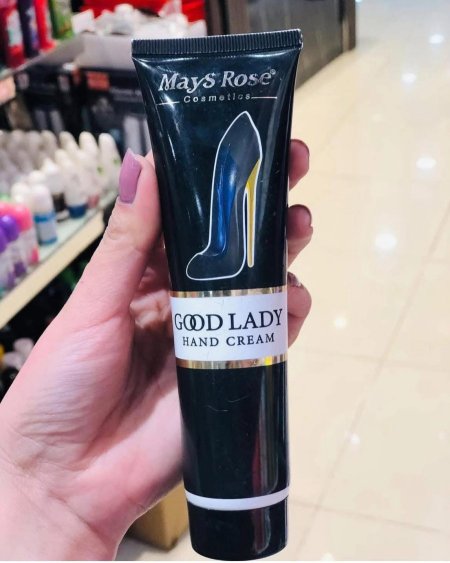 MayS Rose®
Cosmetics
GOOD LADY
HAND CREAM